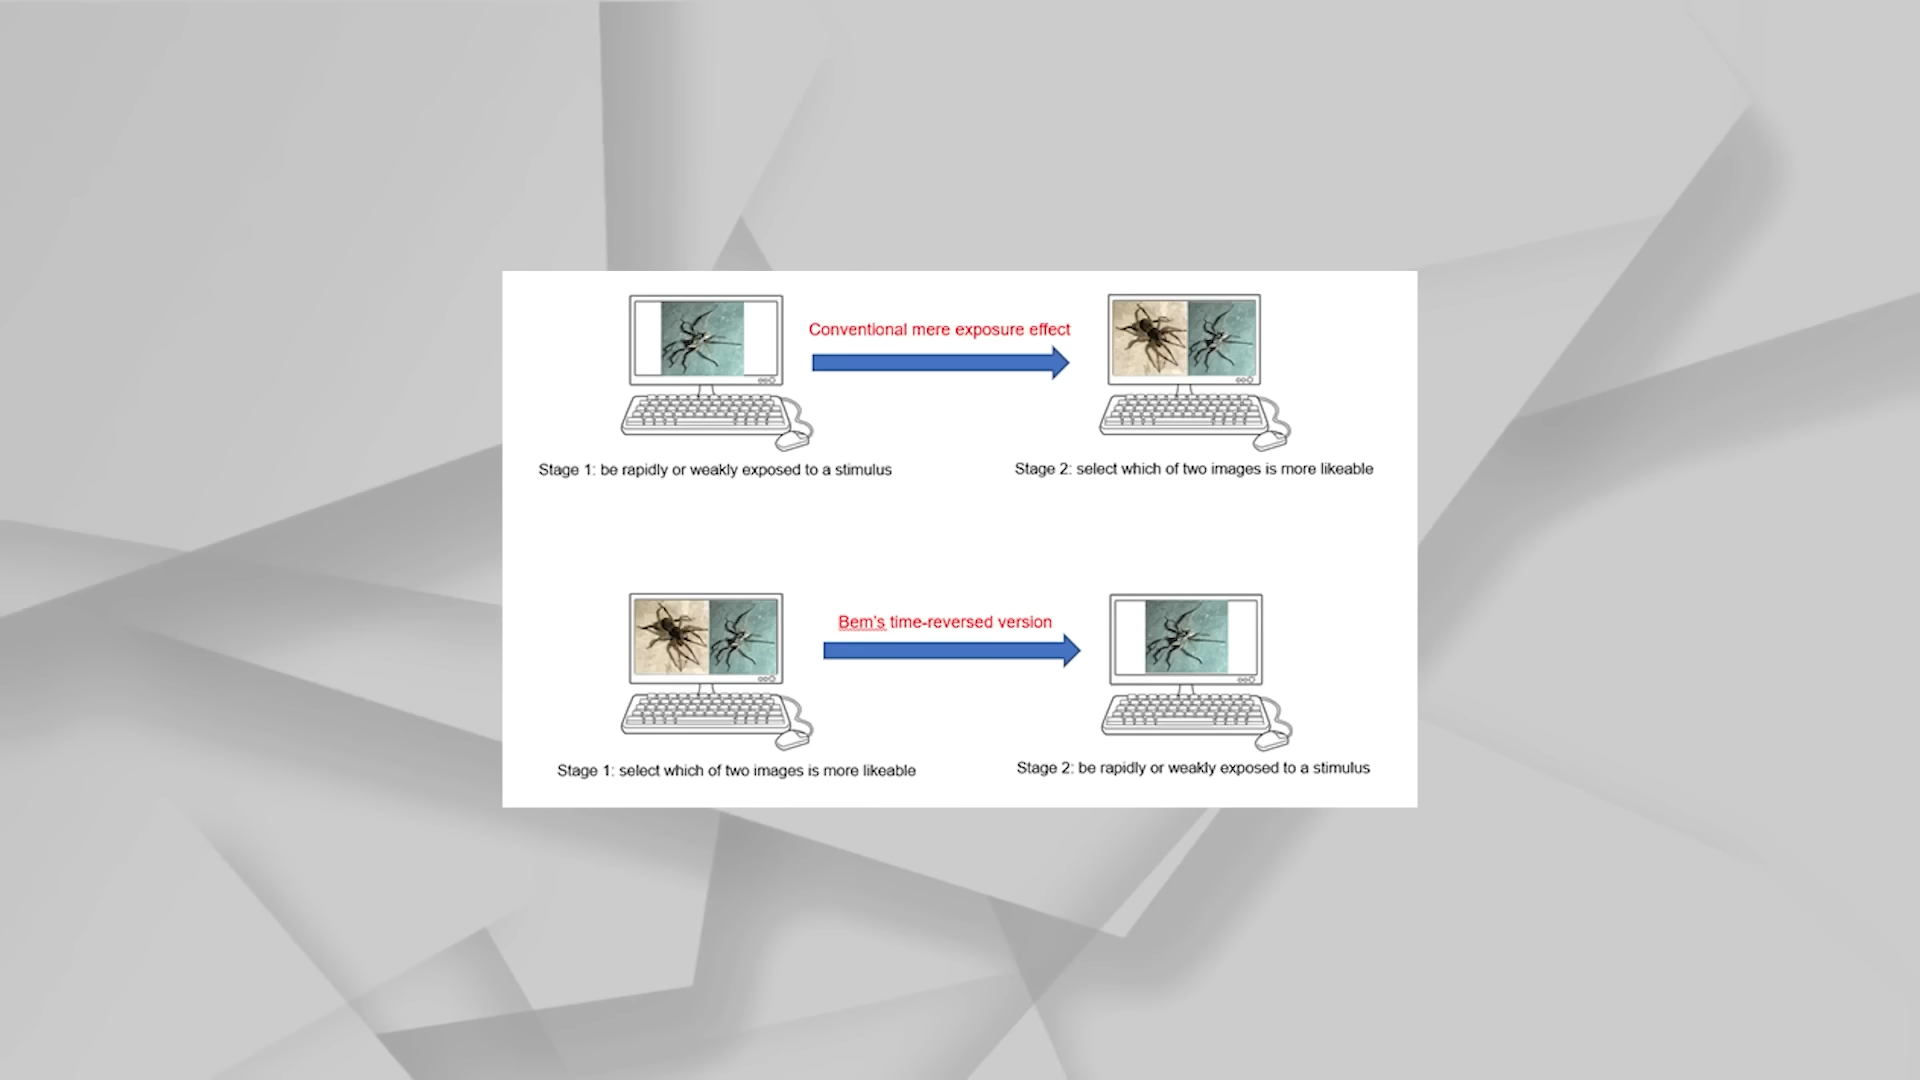 Conventional mere exposure effect
Stage 1: be rapidly or weakly exposed to a stimulus
Stage 2: select which of two images is more likeable
Bem's time-reversed version
Stage 1: select which of two images is more likeable
Stage 2: be rapidly or weakly exposed to a stimulus